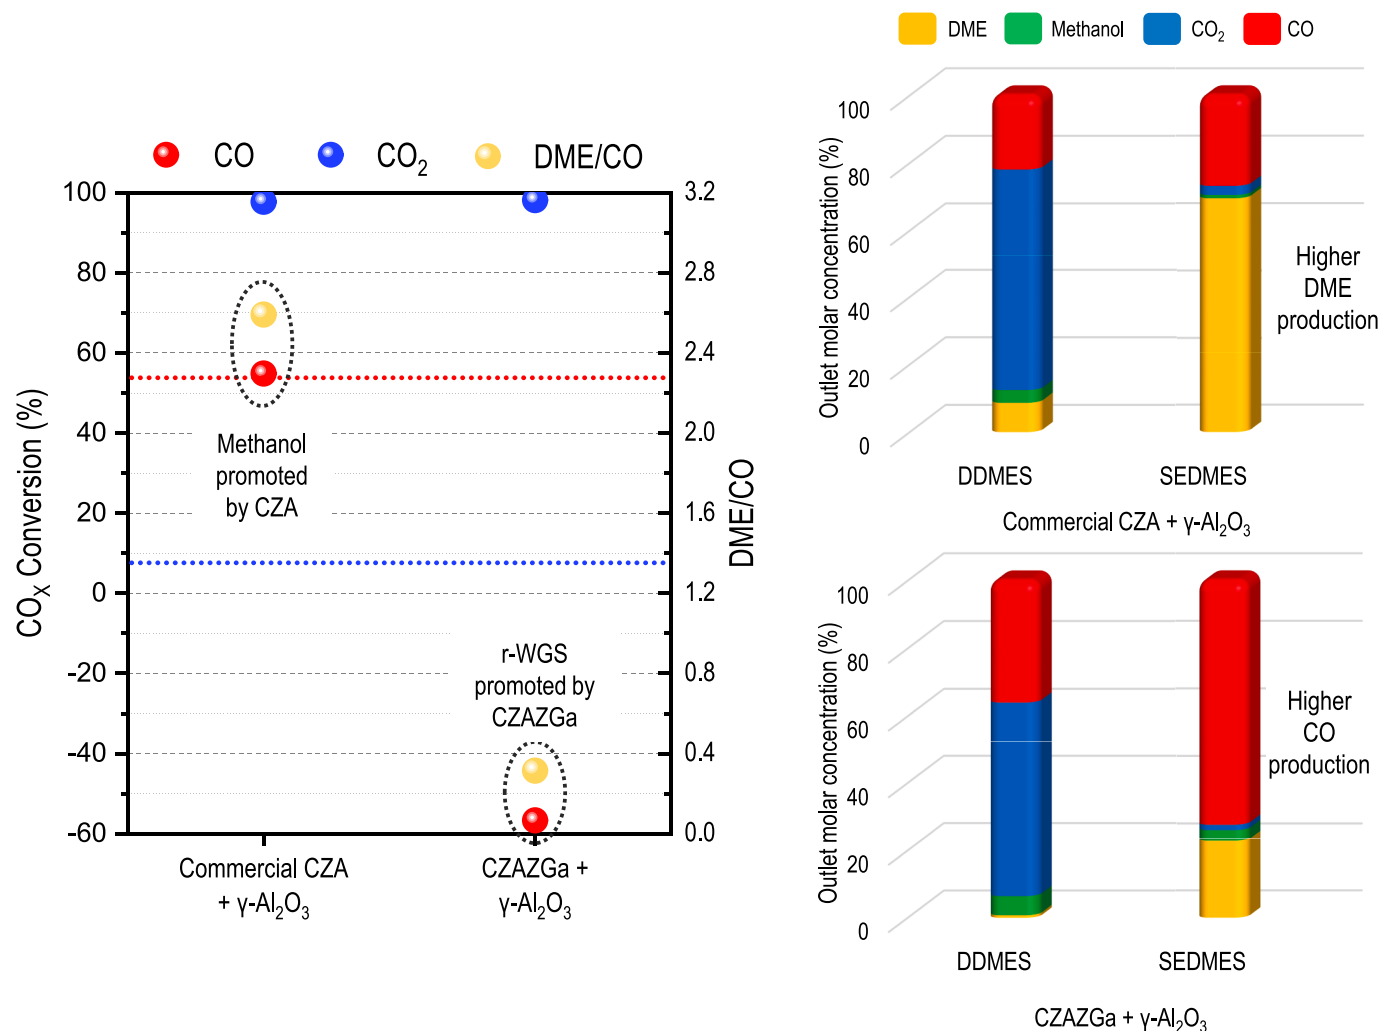 CO
CO₂
DME/CO
100
80
60
40
20
0
-20
-40
-60
COₓ Conversion (%)
3.2
2.8
2.4
2.0
1.6
1.2
0.8
0.4
0.0
DME/CO
Methanol
promoted
by CZA
r-WGS
promoted by
CZAZGa
Commercial CZA
+ γ-Al₂O₃
CZAZGa +
γ-Al₂O₃
DME
Methanol
CO₂
CO
Outlet molar concentration (%)
100
80
60
40
20
0
Higher
DME
production
DDMES
SEDMES
Commercial CZA + γ-Al₂O₃
Outlet molar concentration (%)
100
80
60
40
20
0
Higher
CO
production
DDMES
SEDMES
CZAZGa + γ-Al₂O₃